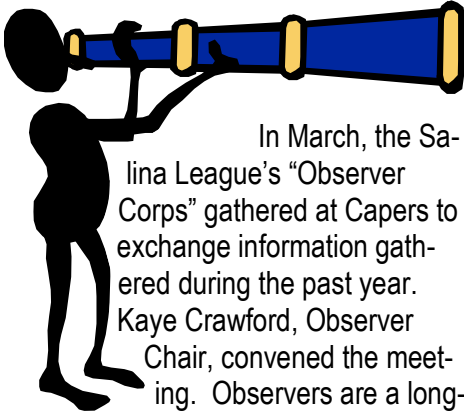 In March, the Sa-
lina League’s “Observer
Corps” gathered at Capers to
exchange information gath-
ered during the past year.
Kaye Crawford, Observer
Chair, convened the meet-
ing.  Observers are a long-